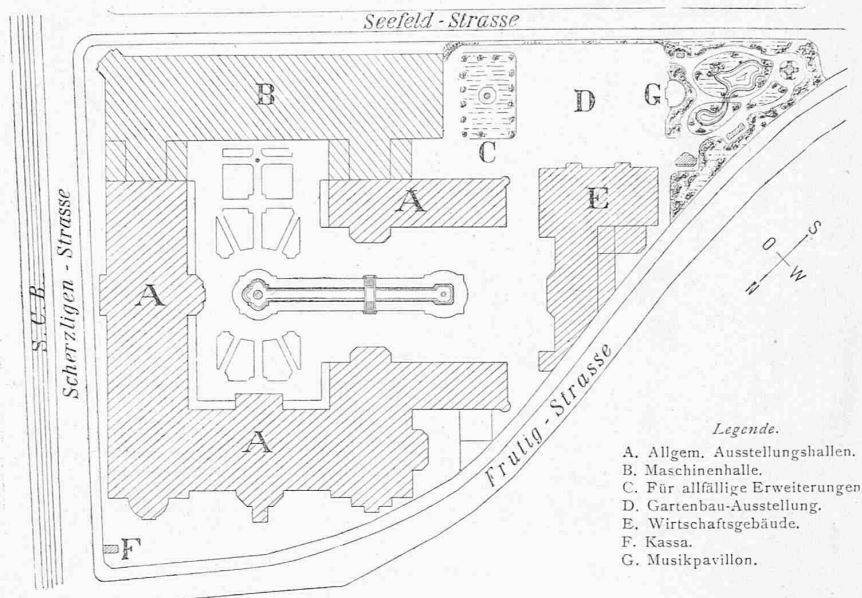 Seefeld - Strasse
B
D
G
C
A
E
A
S.
O
W
N
S. C. B.
Scherzligen - Strasse
A
Frutig - Strasse
F
Legende.
A. Allgem. Ausstellungshallen.
B. Maschinenhalle.
C. Für allfällige Erweiterungen
D. Gartenbau-Ausstellung.
E. Wirtschaftsgebäude.
F. Kassa.
G. Musikpavillon.